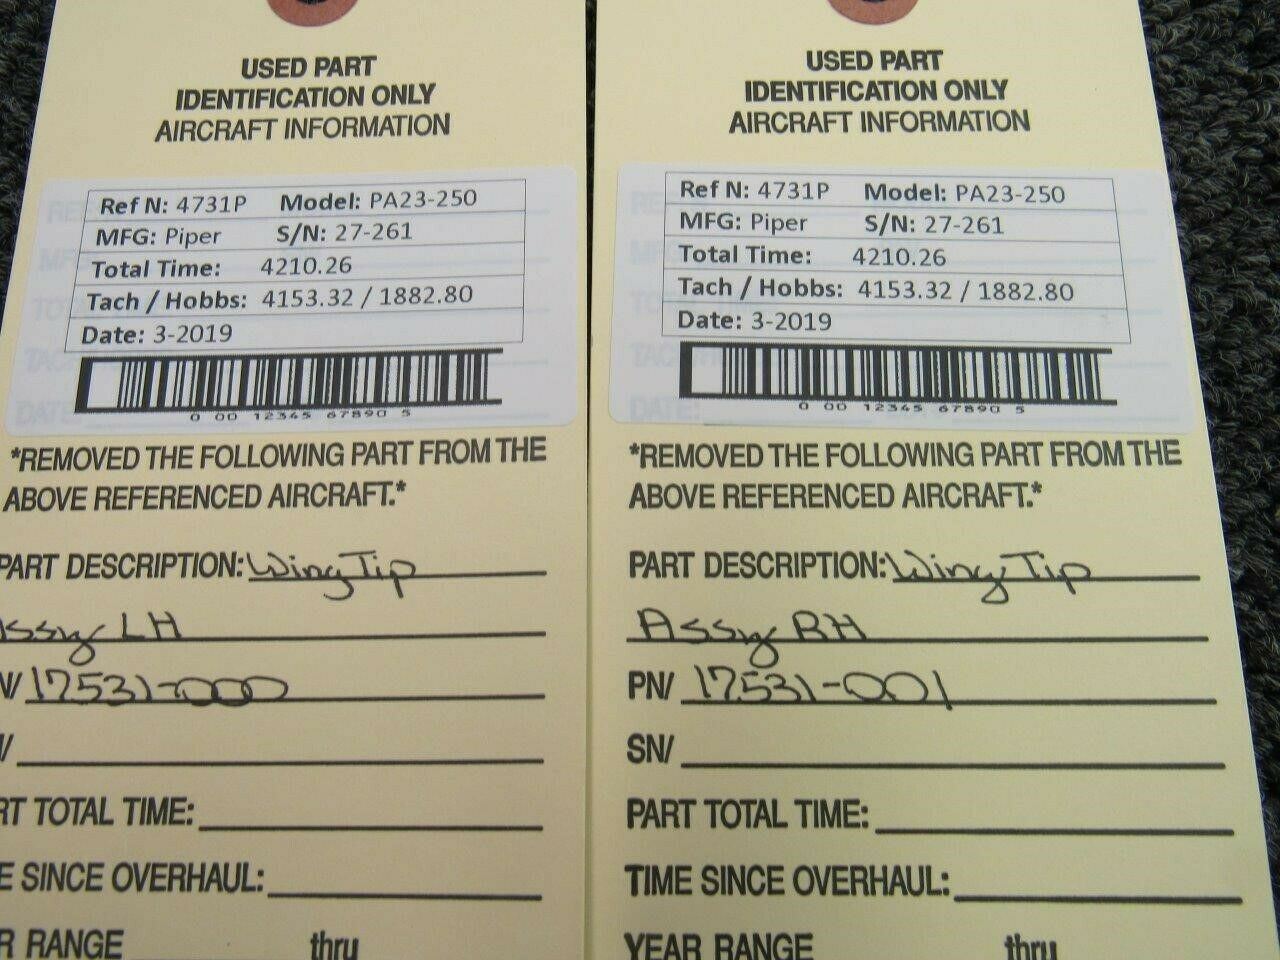 USED PART
IDENTIFICATION ONLY
AIRCRAFT INFORMATION
Ref N: 4731P Model: PA23-250
MFG: Piper S/N: 27-261
Total Time: 4210.26
Tach / Hobbs: 4153.32 / 1882.80
Date: 3-2019
0 00 12345 67890 5
*REMOVED THE FOLLOWING PART FROM THE
ABOVE REFERENCED AIRCRAFT.*
PART DESCRIPTION: Wing Tip
Assy LH
N/ 17531-000
N/
RT TOTAL TIME:
E SINCE OVERHAUL:
R RANGE thru
USED PART
IDENTIFICATION ONLY
AIRCRAFT INFORMATION
Ref N: 4731P Model: PA23-250
MFG: Piper S/N: 27-261
Total Time: 4210.26
Tach / Hobbs: 4153.32 / 1882.80
Date: 3-2019
0 00 12345 67890 5
*REMOVED THE FOLLOWING PART FROM THE
ABOVE REFERENCED AIRCRAFT.*
PART DESCRIPTION: Wing Tip
Assy RH
PN/ 17531-001
SN/
PART TOTAL TIME:
TIME SINCE OVERHAUL:
YEAR RANGE thru